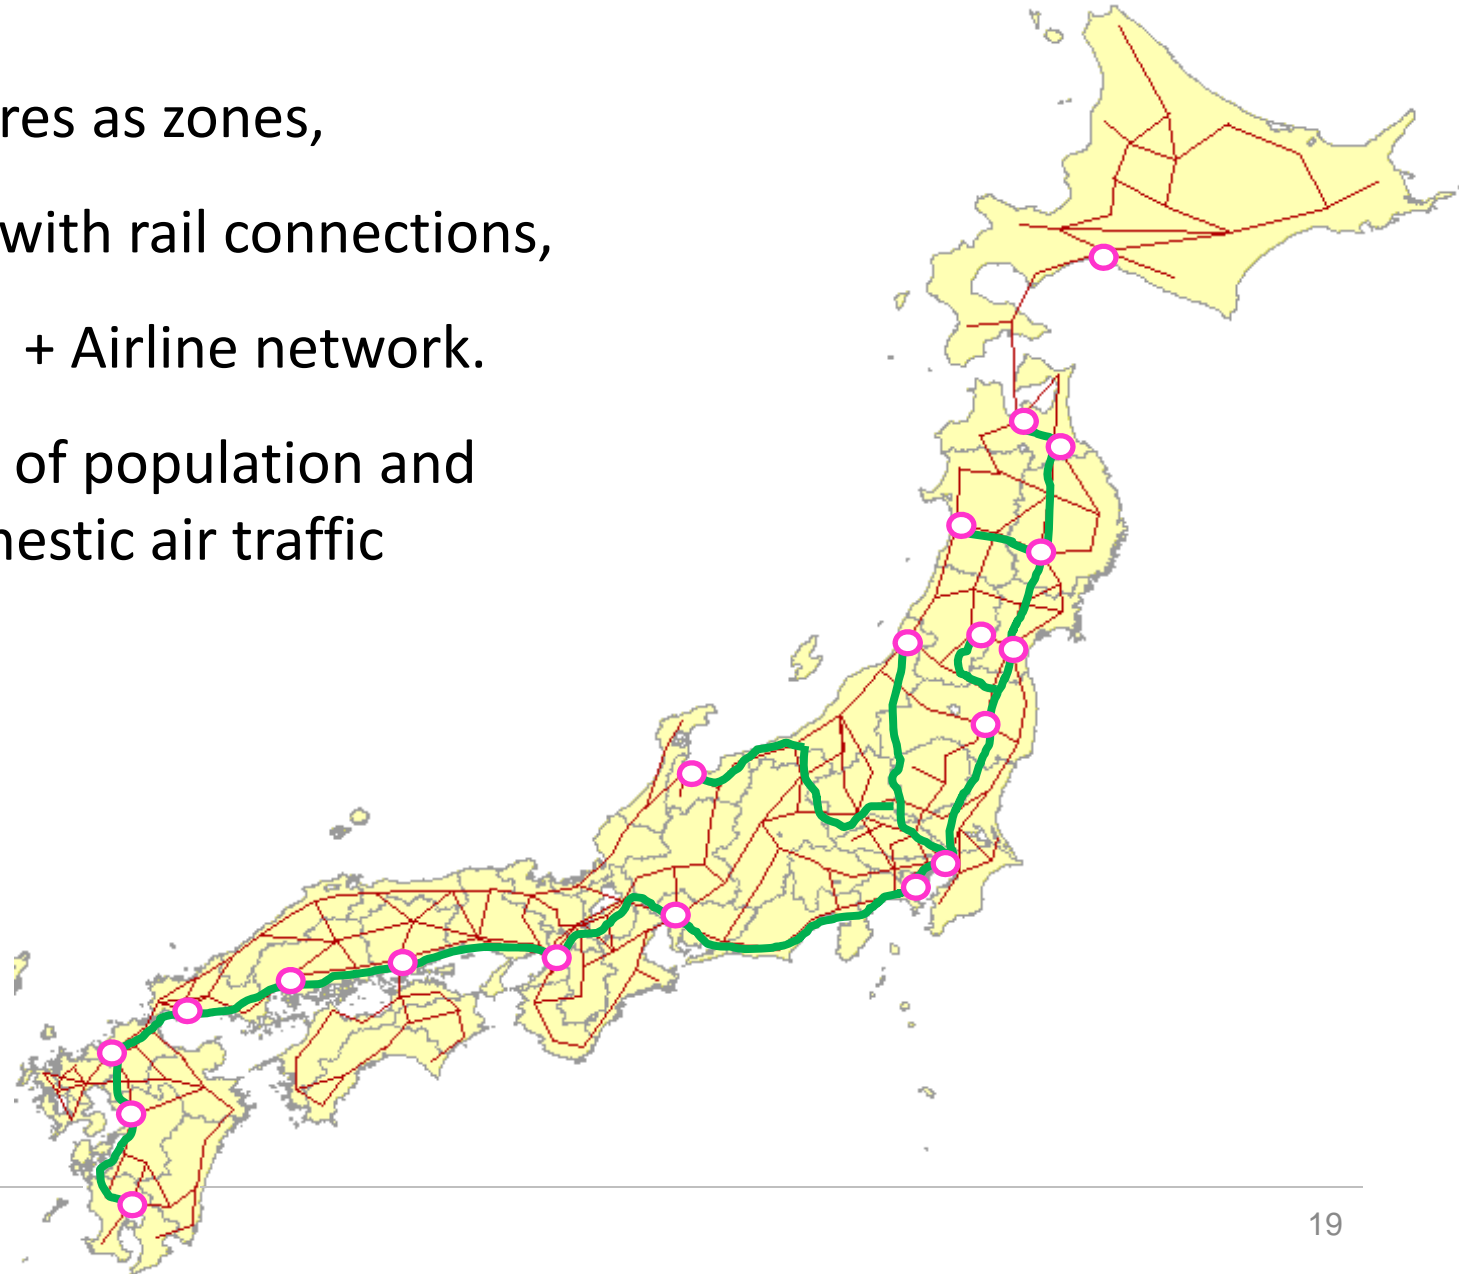 res as zones,
with rail connections,
+ Airline network.
of population and
nestic air traffic
19